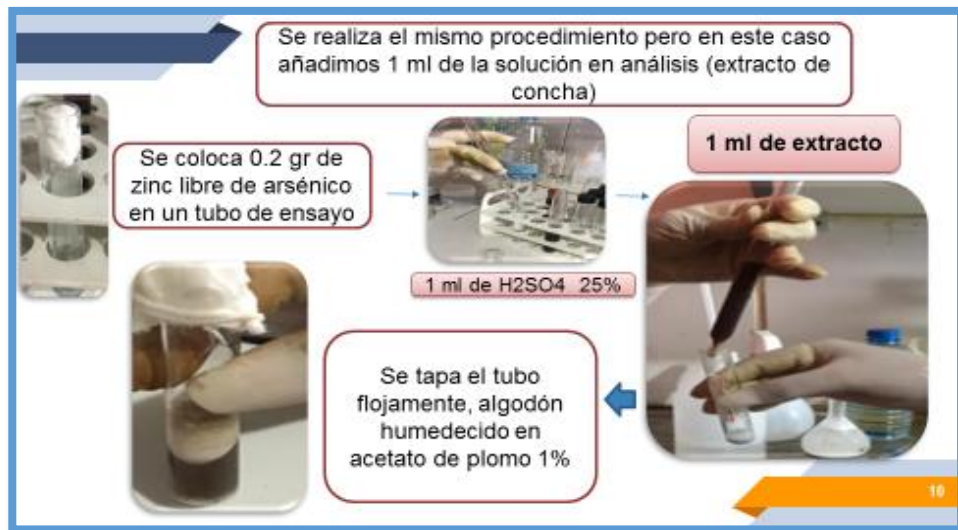 Se realiza el mismo procedimiento pero en este caso
añadimos 1 ml de la solución en análisis (extracto de
concha)
Se coloca 0.2 gr de
zinc libre de arsénico
en un tubo de ensayo
1 ml de H2SO4 25%
1 ml de extracto
Se tapa el tubo
flojamente, algodón
humedecido en
acetato de plomo 1%
10